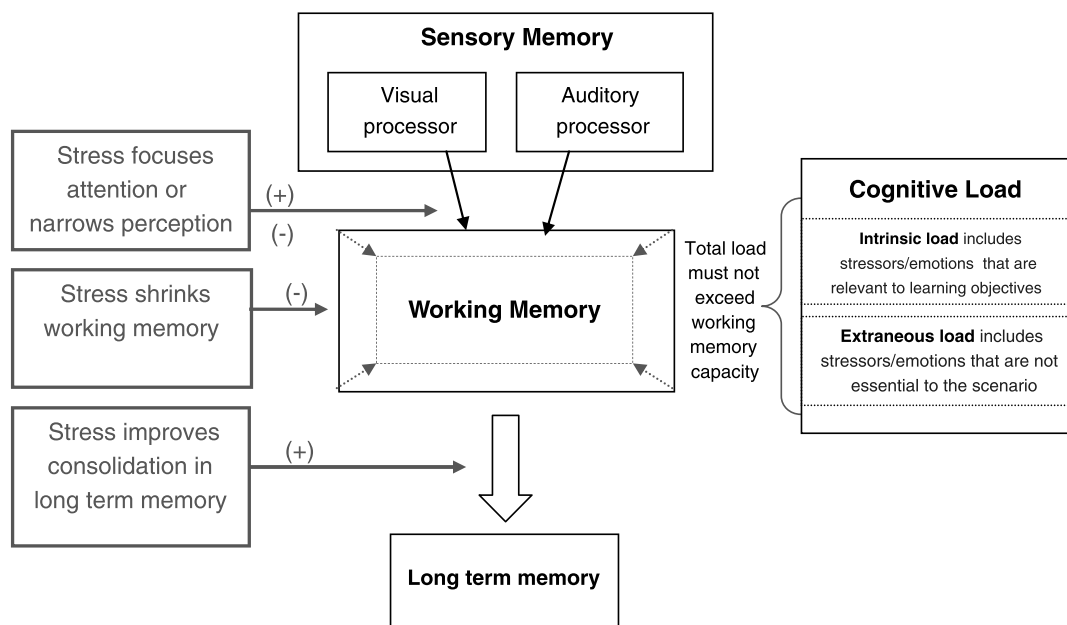 Sensory Memory
Visual
processor
Auditory
processor
Stress focuses
attention or
narrows perception
(+)
(-)
Stress shrinks
working memory
(-)
Working Memory
Total load
must not
exceed
working
memory
capacity
Cognitive Load
Intrinsic load includes
stressors/emotions that are
relevant to learning objectives
Extraneous load includes
stressors/emotions that are not
essential to the scenario
Stress improves
consolidation in
long term memory
(+)
Long term memory